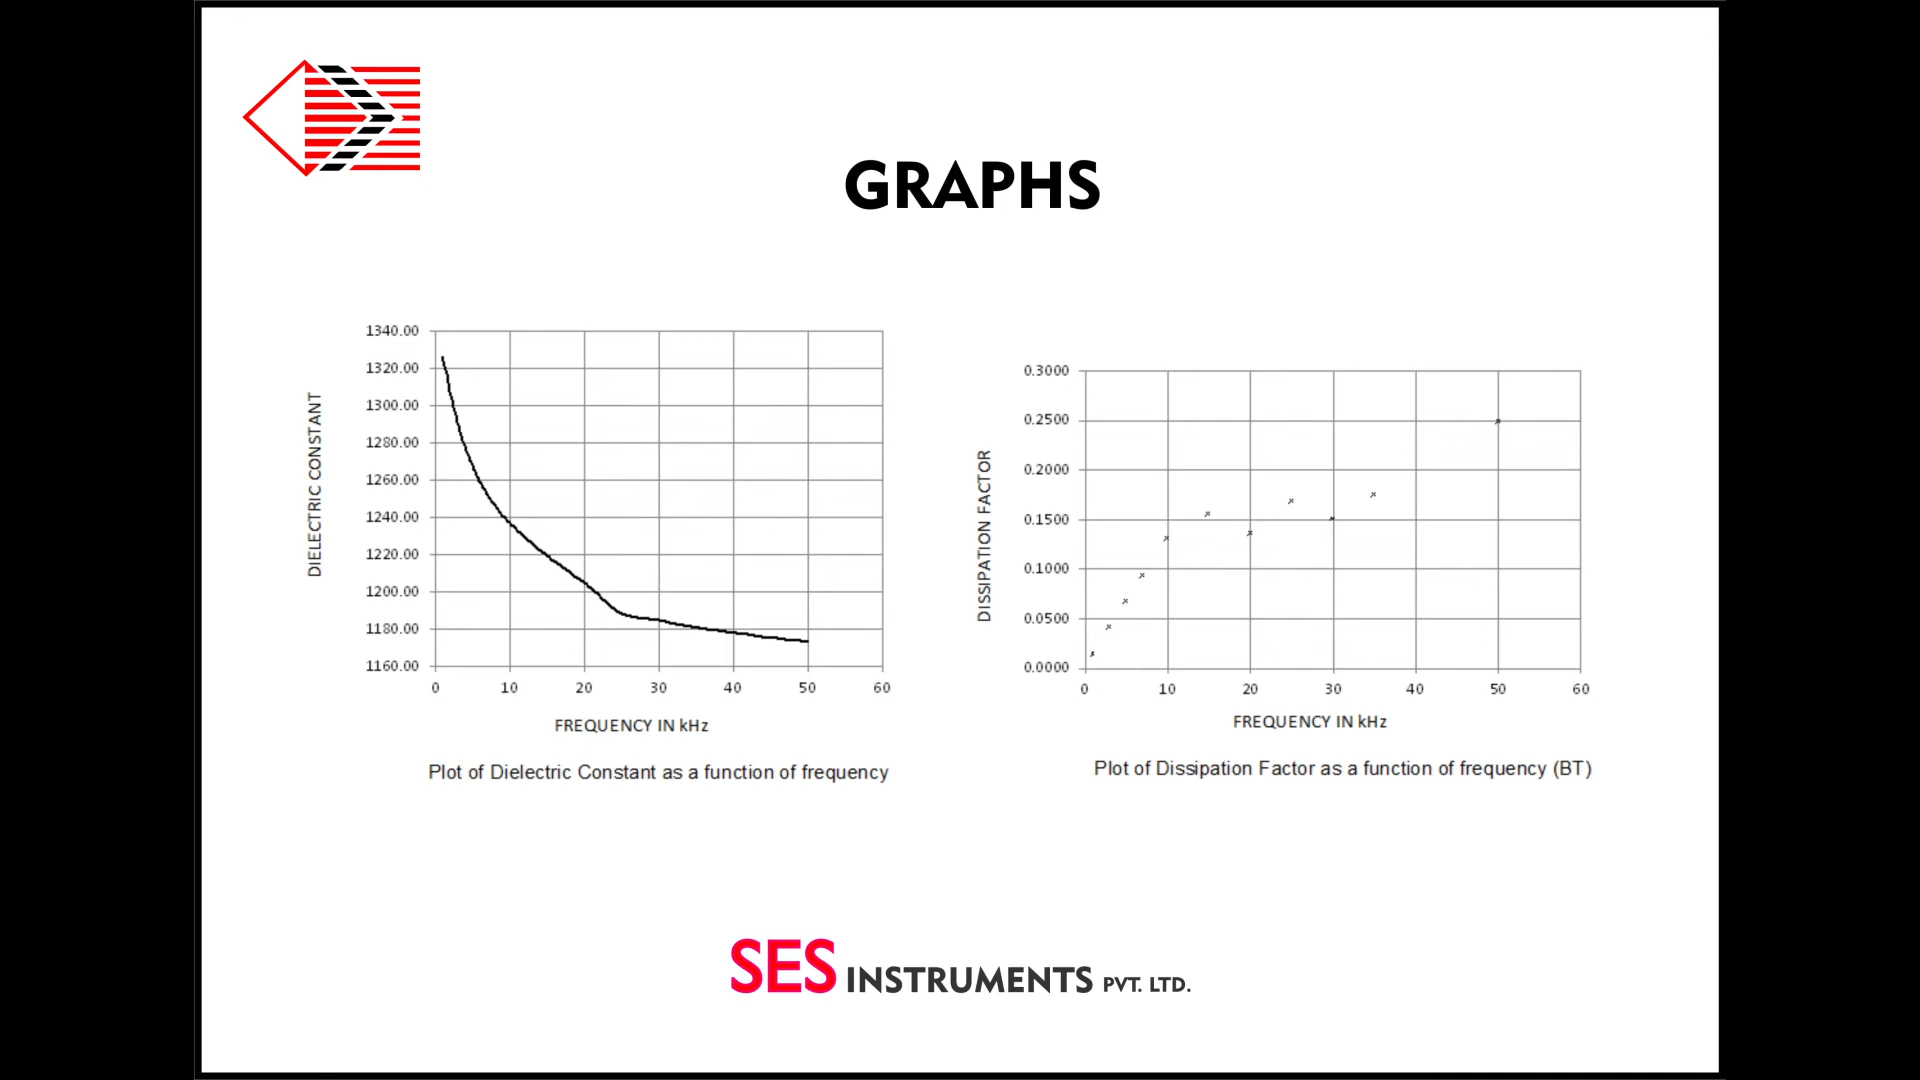 GRAPHS
DIELECTRIC CONSTANT
1340.00
1320.00
1300.00
1280.00
1260.00
1240.00
1220.00
1200.00
1180.00
1160.00
0 10 20 30 40 50 60
FREQUENCY IN kHz
Plot of Dielectric Constant as a function of frequency
DISSIPATION FACTOR
0.3000
0.2500
0.2000
0.1500
0.1000
0.0500
0.0000
0 10 20 30 40 50 60
FREQUENCY IN kHz
Plot of Dissipation Factor as a function of frequency (BT)
SES INSTRUMENTS PVT. LTD.